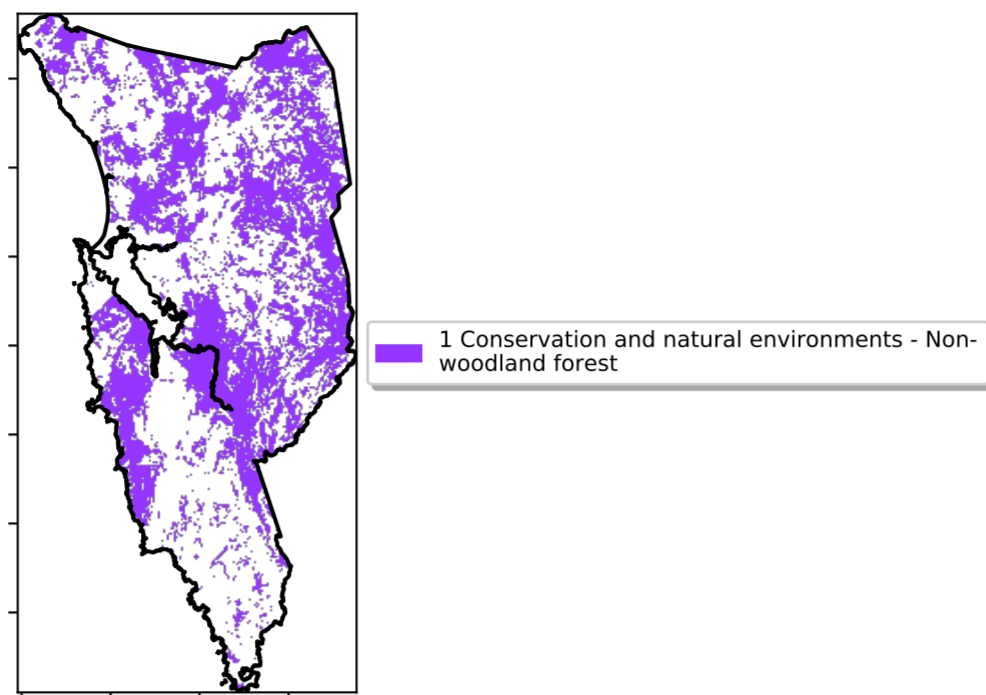 1 Conservation and natural environments - Non-
woodland forest